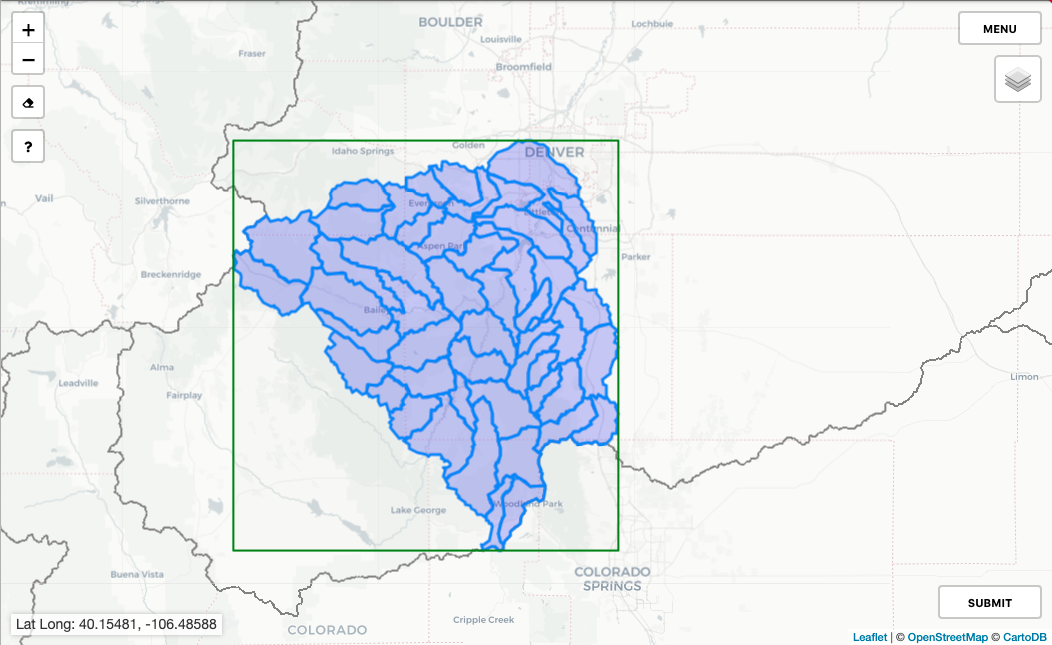 Kremmling
BOULDER
Lochbuie
MENU
+
Louisville
Fraser
−
Broomfield
?
Golden
Idaho Springs
DENVER
Vail
Silverthorne
Evergreen
Littlet
Centennial
Aspen Park
Parker
Breckenridge
Bailey
Alma
Limon
Leadville
Fairplay
Woodland Park
Lake George
COLORADO
SPRINGS
Buena Vista
SUBMIT
Cripple Creek
Lat Long: 40.15481, -106.48588
COLORADO
Leaflet | © OpenStreetMap © CartoDB